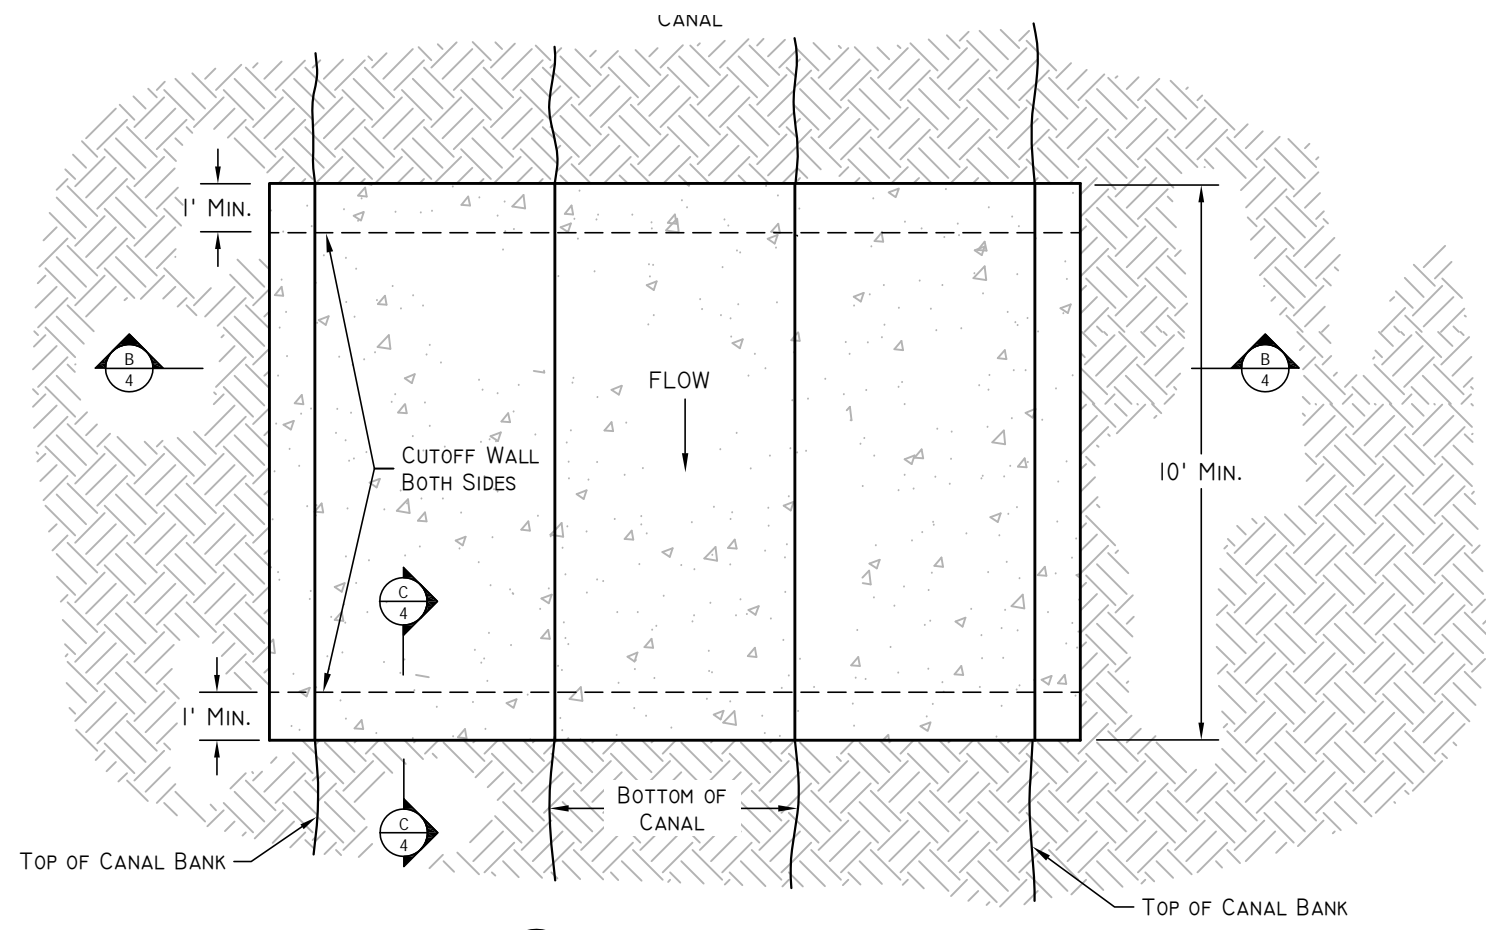 CANAL
1' MIN.
B
4
B
4
FLOW
CUTOFF WALL
BOTH SIDES
10' MIN.
C
4
1' MIN.
BOTTOM OF
CANAL
C
4
TOP OF CANAL BANK
TOP OF CANAL BANK